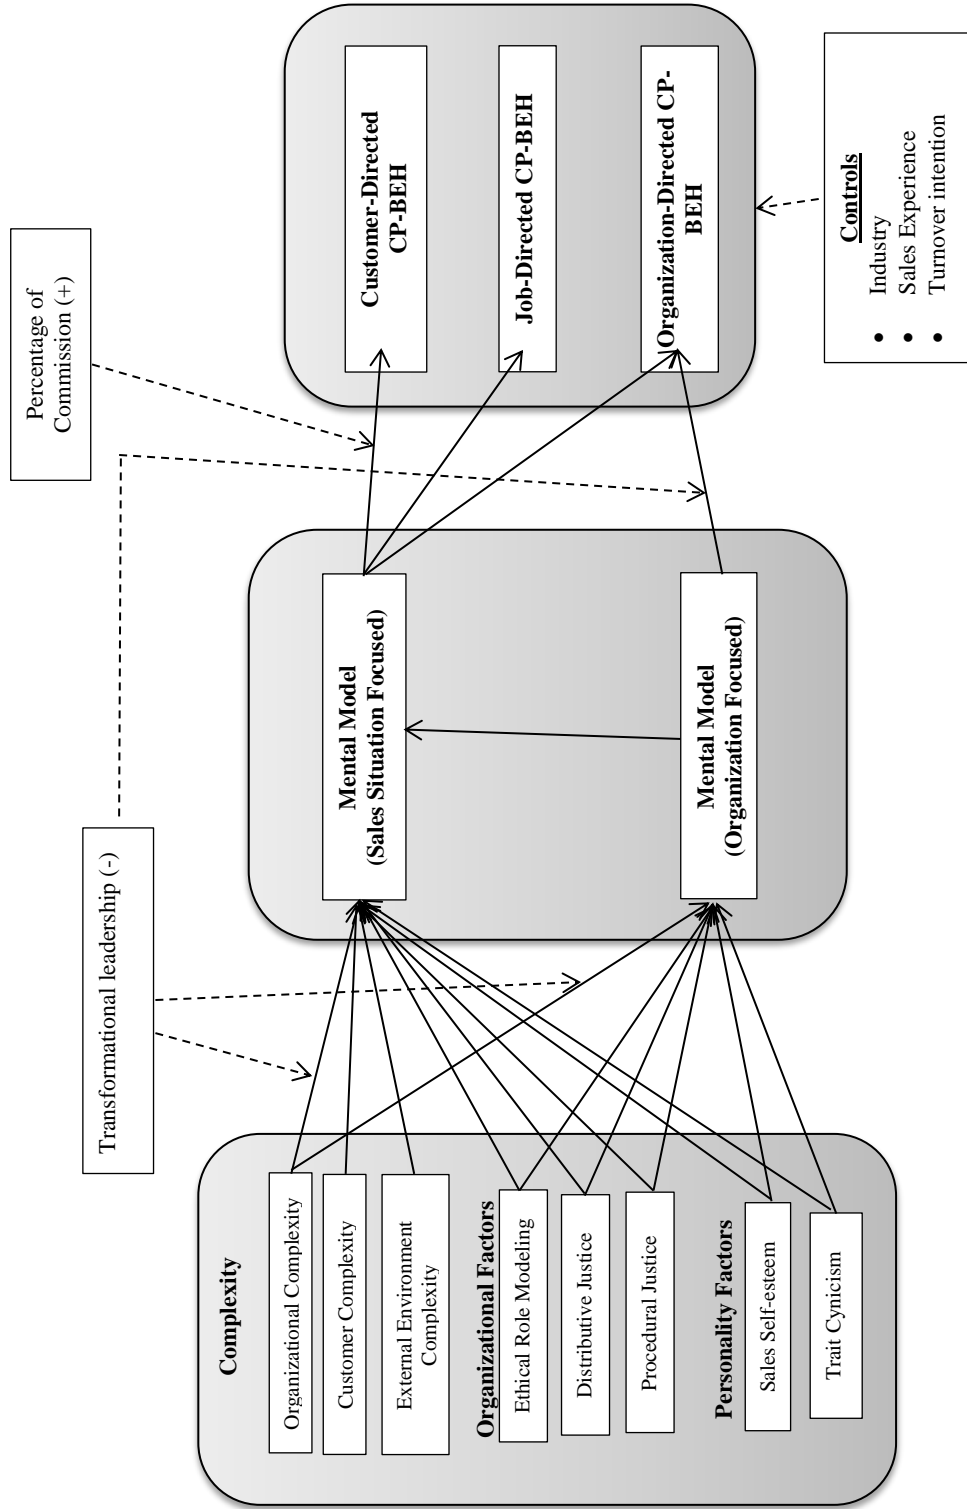 Complexity
Organizational Complexity
Customer Complexity
External Environment
Complexity
Organizational Factors
Ethical Role Modeling
Distributive Justice
Procedural Justice
Personality Factors
Sales Self-esteem
Trait Cynicism
Transformational leadership (-)
Mental Model
(Sales Situation Focused)
Mental Model
(Organization Focused)
Percentage of
Commission (+)
Customer-Directed
CP-BEH
Job-Directed CP-BEH
Organization-Directed CP-
BEH
Controls
• Industry
• Sales Experience
• Turnover intention